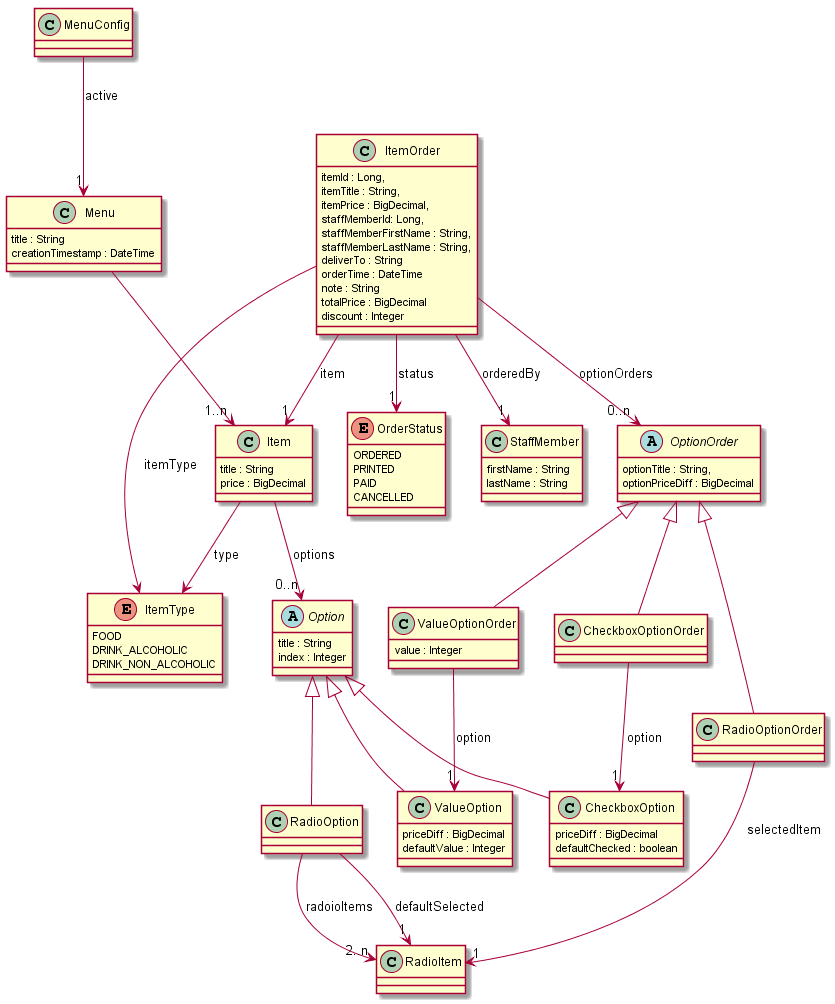 C MenuConfig
active
1
C Menu
title : String
creationTimestamp : DateTime
C ItemOrder
itemId : Long,
itemTitle : String,
itemPrice : BigDecimal,
staffMemberId: Long,
staffMemberFirstName : String,
staffMemberLastName : String,
deliverTo : String
orderTime : DateTime
note : String
totalPrice : BigDecimal
discount : Integer
item
status
orderedBy
optionOrders
1..n
1
1
1
0..n
C Item
title : String
price : BigDecimal
E OrderStatus
ORDERED
PRINTED
PAID
CANCELLED
C StaffMember
firstName : String
lastName : String
A OptionOrder
optionTitle : String,
optionPriceDiff : BigDecimal
itemType
type
options
0..n
E ItemType
FOOD
DRINK_ALCOHOLIC
DRINK_NON_ALCOHOLIC
A Option
title : String
index : Integer
C ValueOptionOrder
value : Integer
C CheckboxOptionOrder
C RadioOptionOrder
option
option
1
1
C RadioOption
C ValueOption
priceDiff : BigDecimal
defaultValue : Integer
C CheckboxOption
priceDiff : BigDecimal
defaultChecked : boolean
selectedItem
radoioItems
defaultSelected
2..n
1
1
C RadioItem